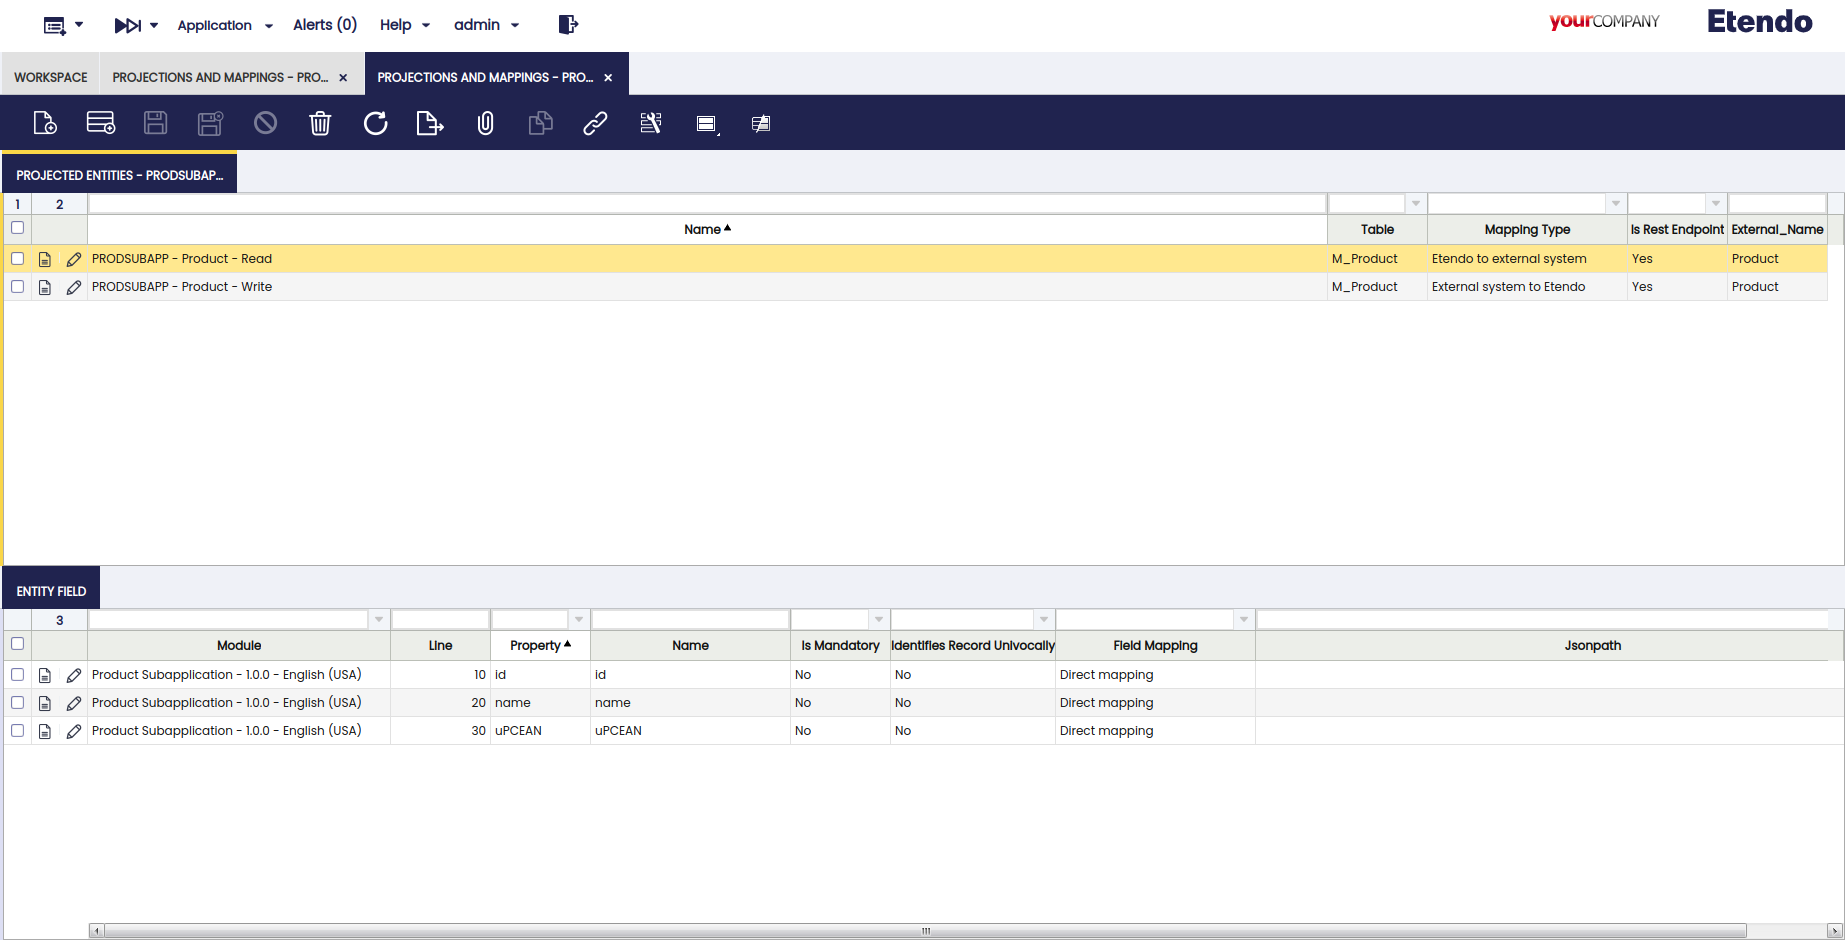 Application
Alerts (0)
Help
admin
yourCOMPANY
Etendo
WORKSPACE
PROJECTIONS AND MAPPINGS - PRO...
PROJECTIONS AND MAPPINGS - PRO...
PROJECTED ENTITIES - PRODSUBAP...
1 2
Name Table Mapping Type Is Rest Endpoint External_Name
PRODSUBAPP - Product - Read M_Product Etendo to external system Yes Product
PRODSUBAPP - Product - Write M_Product External system to Etendo Yes Product
ENTITY FIELD
3
Module Line Property Name Is Mandatory Identifies Record Univocally Field Mapping Jsonpath
Product Subapplication - 1.0.0 - English (USA) 10 id id No No Direct mapping
Product Subapplication - 1.0.0 - English (USA) 20 name name No No Direct mapping
Product Subapplication - 1.0.0 - English (USA) 30 uPCEAN uPCEAN No No Direct mapping